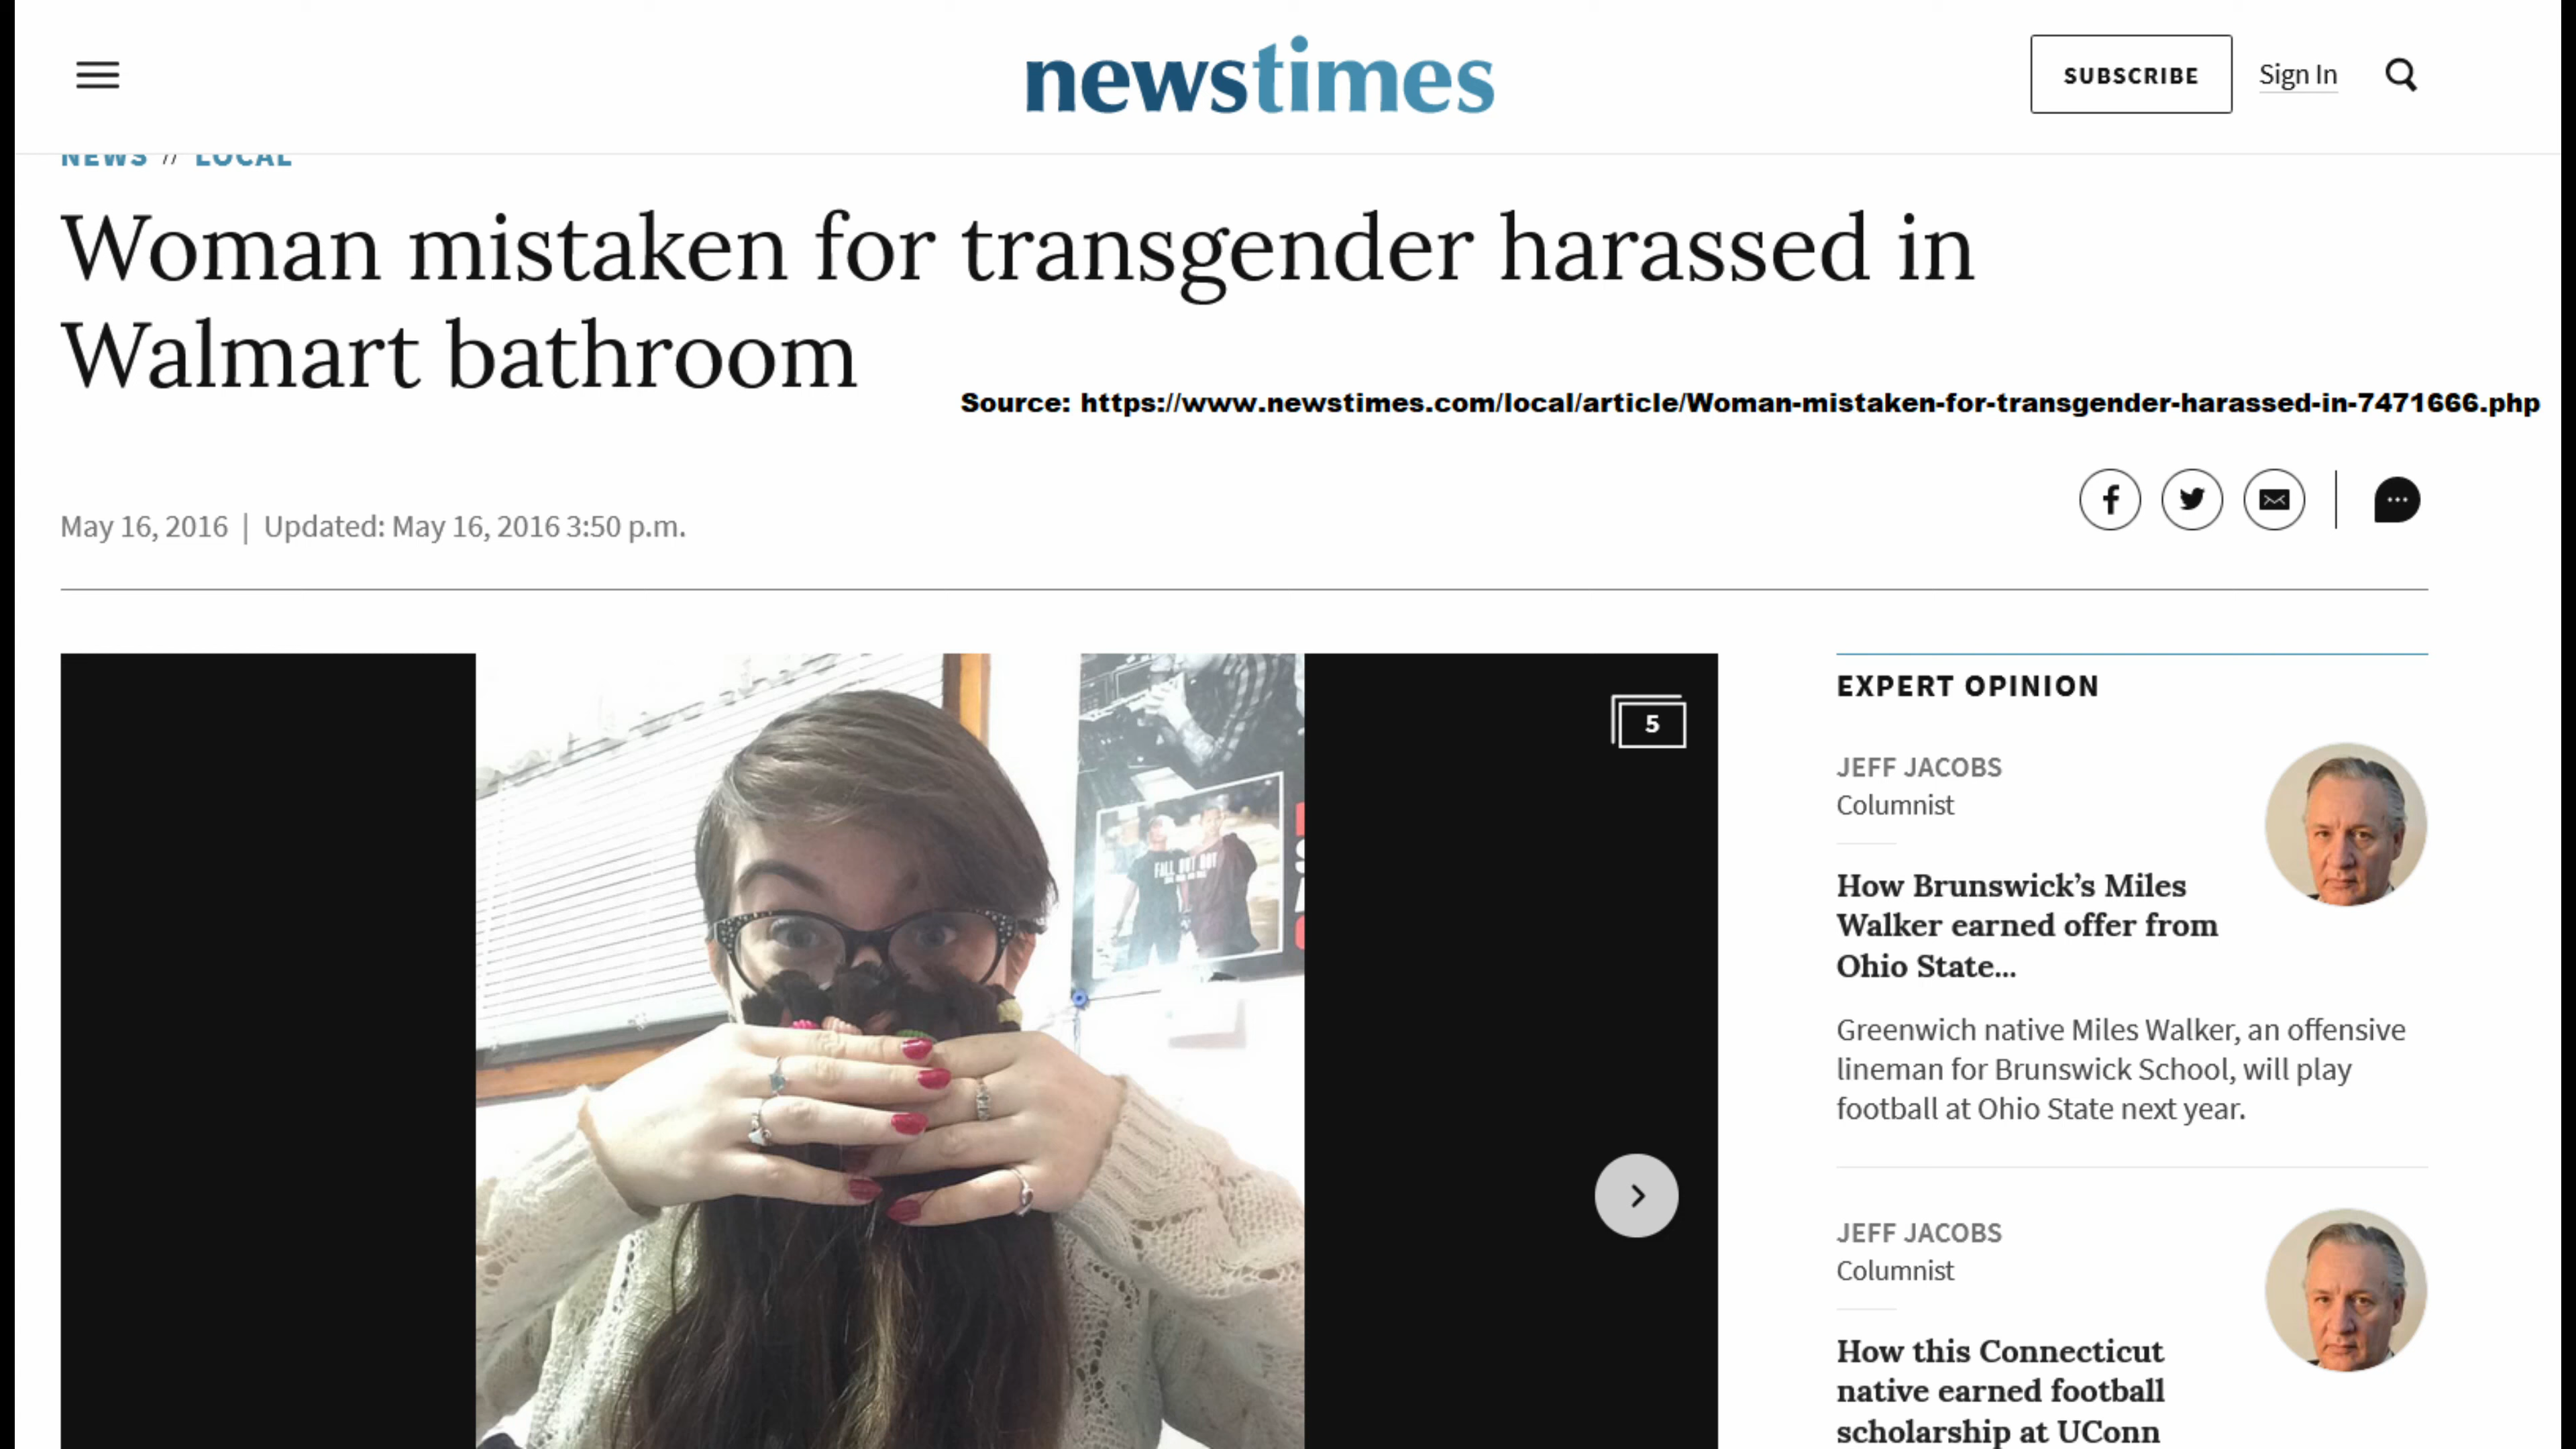 newstimes
SUBSCRIBE
Sign In
NEWS // LOCAL
Woman mistaken for transgender harassed in
Walmart bathroom
Source: https://www.newstimes.com/local/article/Woman-mistaken-for-transgender-harassed-in-7471666.php
May 16, 2016 | Updated: May 16, 2016 3:50 p.m.
5
FALL OUT BOY
EXPERT OPINION
JEFF JACOBS
Columnist
How Brunswick’s Miles
Walker earned offer from
Ohio State...
Greenwich native Miles Walker, an offensive
lineman for Brunswick School, will play
football at Ohio State next year.
JEFF JACOBS
Columnist
How this Connecticut
native earned football
scholarship at UConn